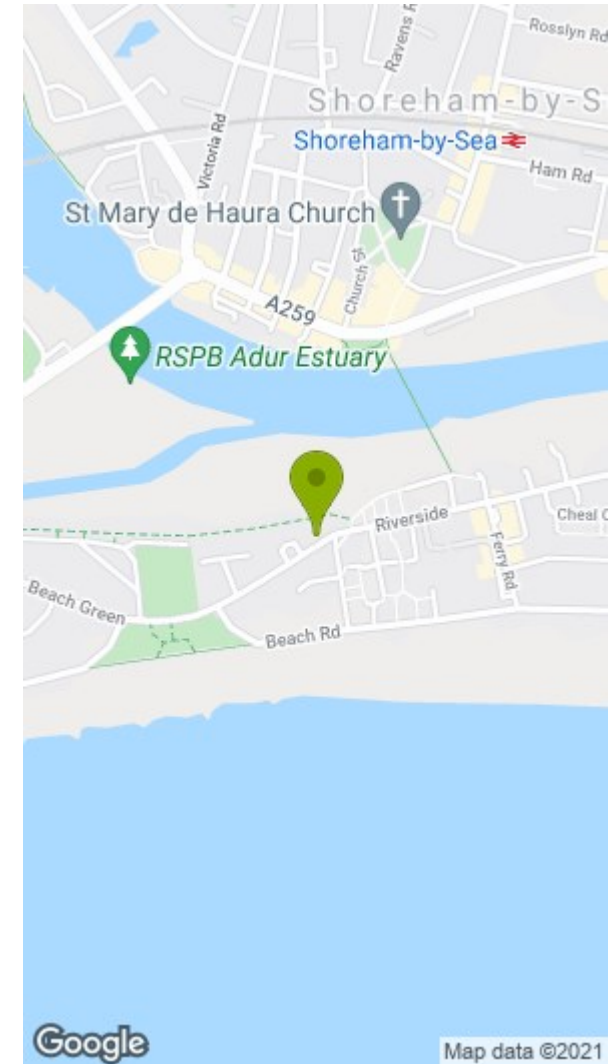 Rosslyn Rd
Ravens R
Shoreham-by-S
Victoria Rd
Shoreham-by-Sea
Ham Rd
St Mary de Haura Church
Church St
A259
RSPB Adur Estuary
Riverside
Cheal C
Ferry Rd
Beach Green
Beach Rd
Google
Map data ©2021